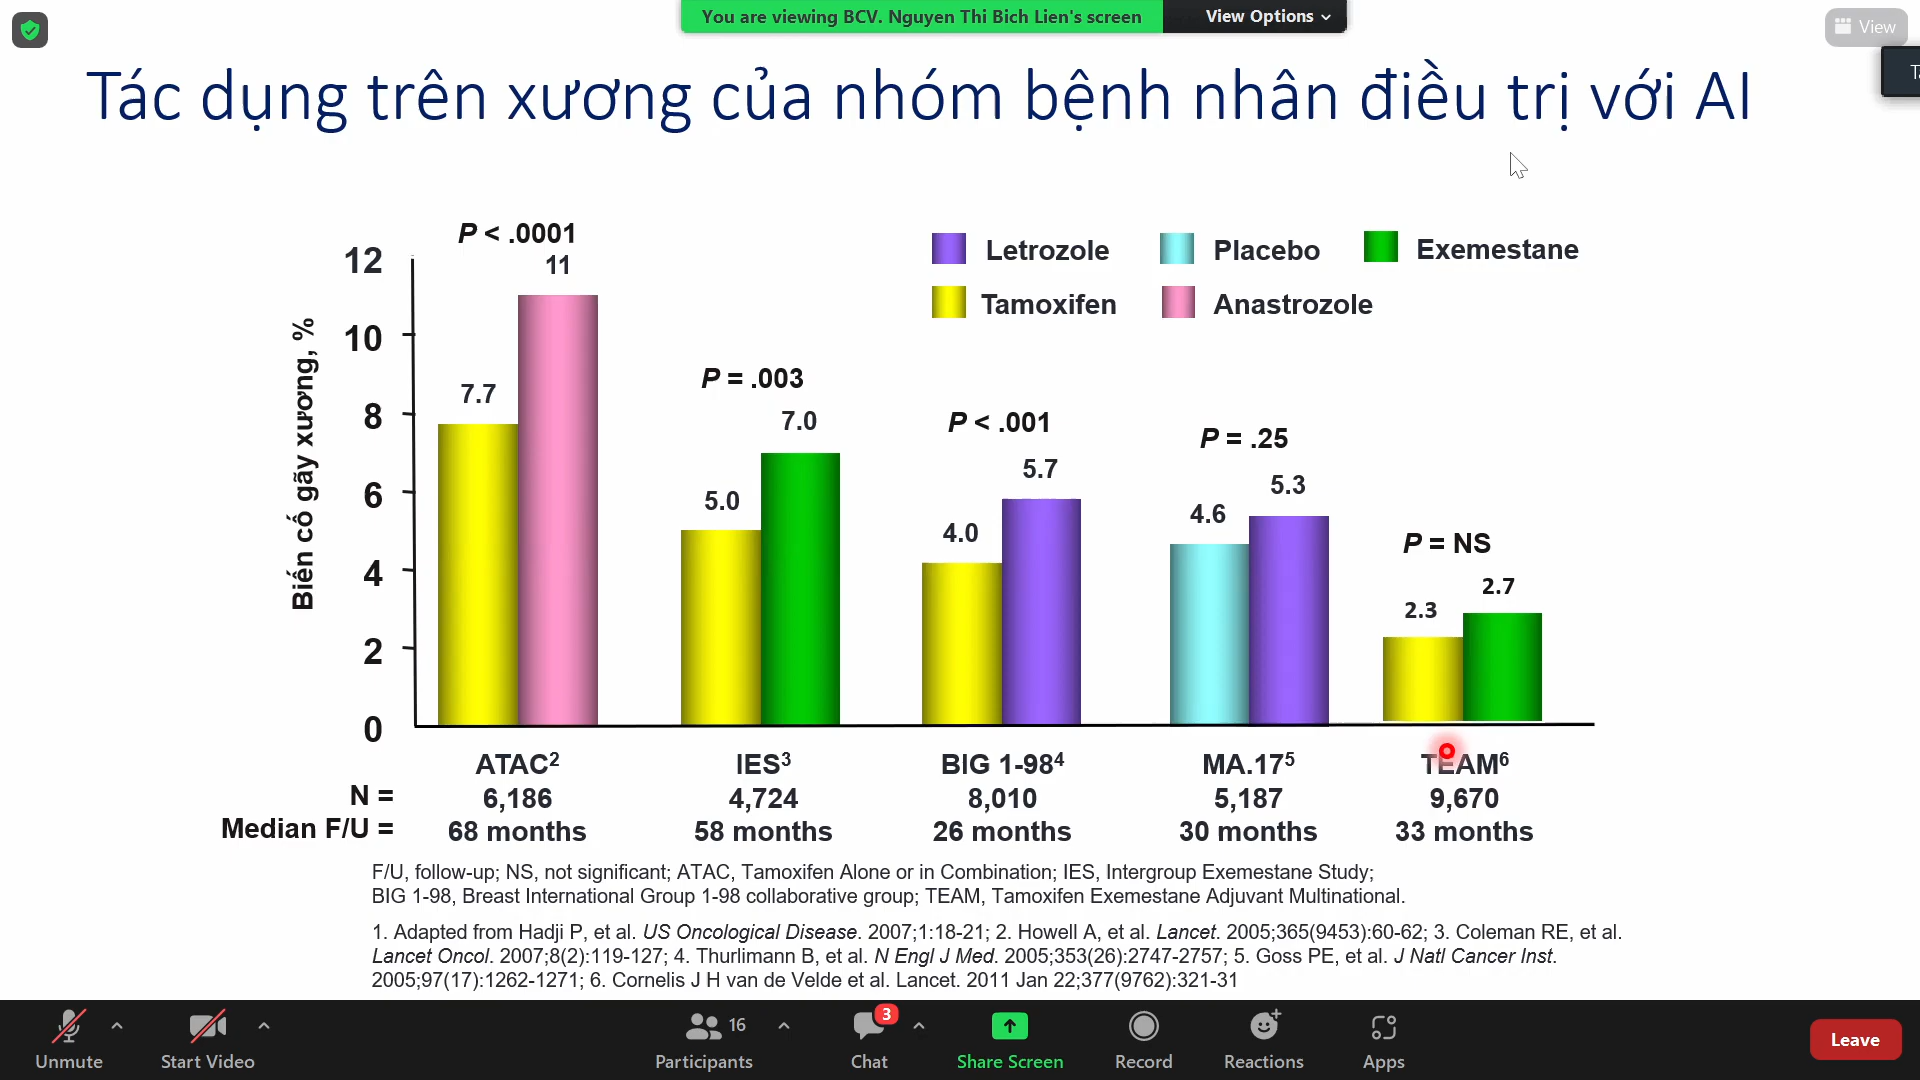 You are viewing BCV. Nguyen Thi Bich Lien's screen
View Options
View
Tác dụng trên xương của nhóm bệnh nhân điều trị với AI
P < .0001
11
7.7
P = .003
7.0
5.0
P < .001
5.7
4.0
P = .25
5.3
4.6
P = NS
2.7
2.3
Letrozole
Placebo
Exemestane
Tamoxifen
Anastrozole
Biến cố gãy xương, %
12
10
8
6
4
2
0
ATAC2 IES3 BIG 1-984 MA.175 TEAM6
N = 6,186 4,724 8,010 5,187 9,670
Median F/U = 68 months 58 months 26 months 30 months 33 months
F/U, follow-up; NS, not significant; ATAC, Tamoxifen Alone or in Combination; IES, Intergroup Exemestane Study;
BIG 1-98, Breast International Group 1-98 collaborative group; TEAM, Tamoxifen Exemestane Adjuvant Multinational.
1. Adapted from Hadji P, et al. US Oncological Disease. 2007;1:18-21; 2. Howell A, et al. Lancet. 2005;365(9453):60-62; 3. Coleman RE, et al.
Lancet Oncol. 2007;8(2):119-127; 4. Thurlimann B, et al. N Engl J Med. 2005;353(26):2747-2757; 5. Goss PE, et al. J Natl Cancer Inst.
2005;97(17):1262-1271; 6. Cornelis J H van de Velde et al. Lancet. 2011 Jan 22;377(9762):321-31
Unmute
Start Video
16
Participants
3
Chat
Share Screen
Record
Reactions
Apps
Leave